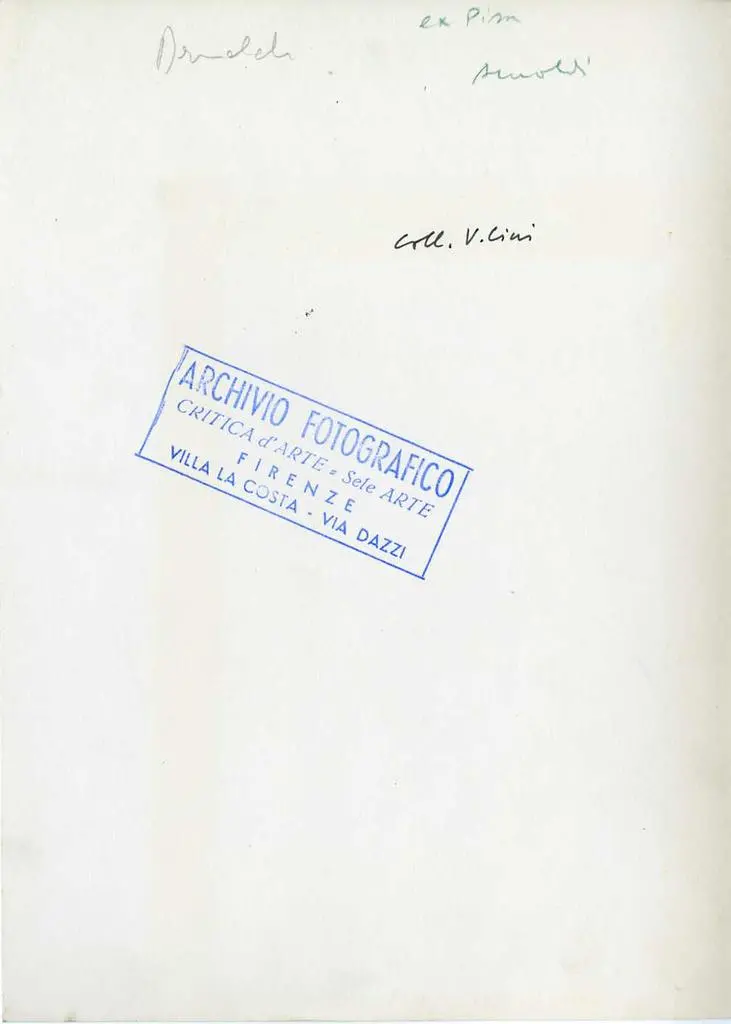 ex Pisa
Arnoldi
coll. V. Cini
ARCHIVIO FOTOGRAFICO
CRITICA d'ARTE = Sele ARTE
FIRENZE
VILLA LA COSTA - VIA DAZZI